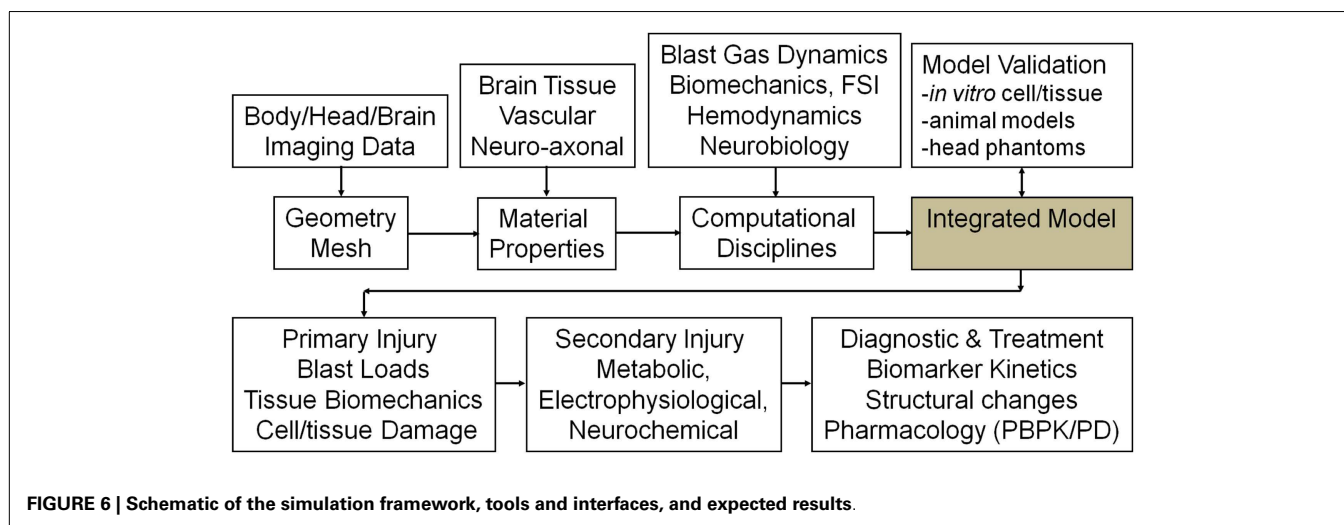 Body/Head/Brain
Imaging Data
Brain Tissue
Vascular
Neuro-axonal
Blast Gas Dynamics
Biomechanics, FSI
Hemodynamics
Neurobiology
Model Validation
-in vitro cell/tissue
-animal models
-head phantoms
Geometry
Mesh
Material
Properties
Computational
Disciplines
Integrated Model
Primary Injury
Blast Loads
Tissue Biomechanics
Cell/tissue Damage
Secondary Injury
Metabolic,
Electrophysiological,
Neurochemical
Diagnostic & Treatment
Biomarker Kinetics
Structural changes
Pharmacology (PBPK/PD)
FIGURE 6 | Schematic of the simulation framework, tools and interfaces, and expected results.